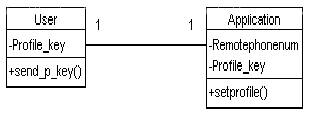 User
-Profile_key
+send_p_key()
1
1
Application
-Remotephonenum
-Profile_key
+setprofile()